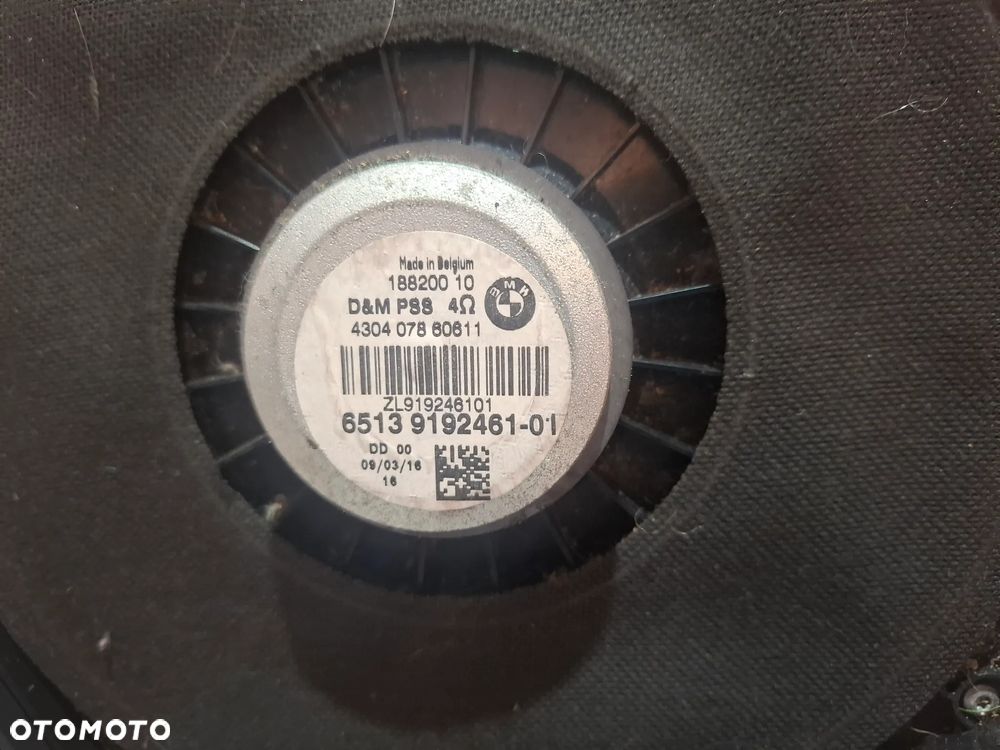 Made in Belgium
188200 10
D&M PSS 4Ω
BMW
4304 078 60611
ZL919246101
6513 9192461-01
DD 00
09/03/16
16
OTOMOTO